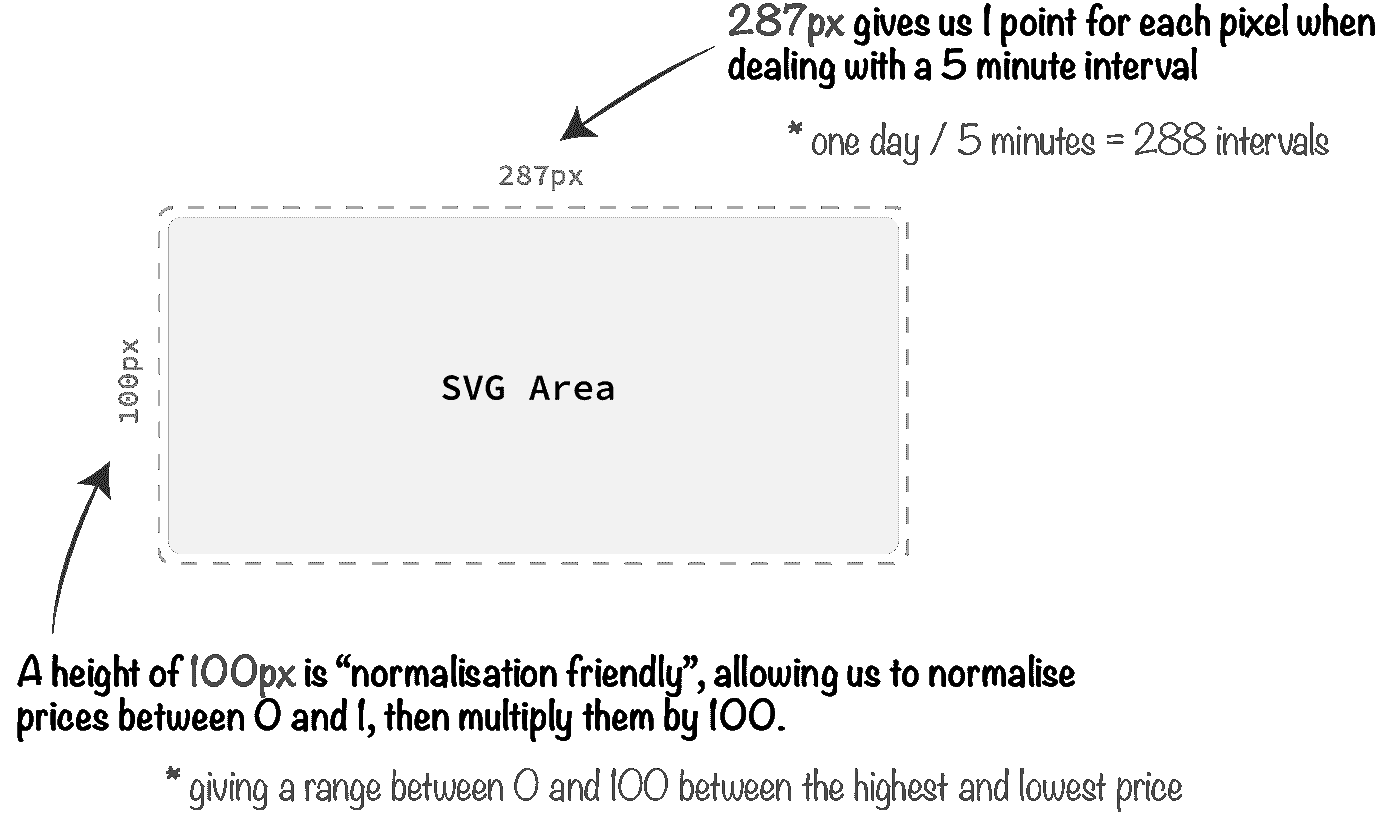 287px gives us 1 point for each pixel when
dealing with a 5 minute interval
* one day / 5 minutes = 288 intervals
287px
100px
SVG Area
A height of 100px is “normalisation friendly”, allowing us to normalise
prices between 0 and 1, then multiply them by 100.
* giving a range between 0 and 100 between the highest and lowest price